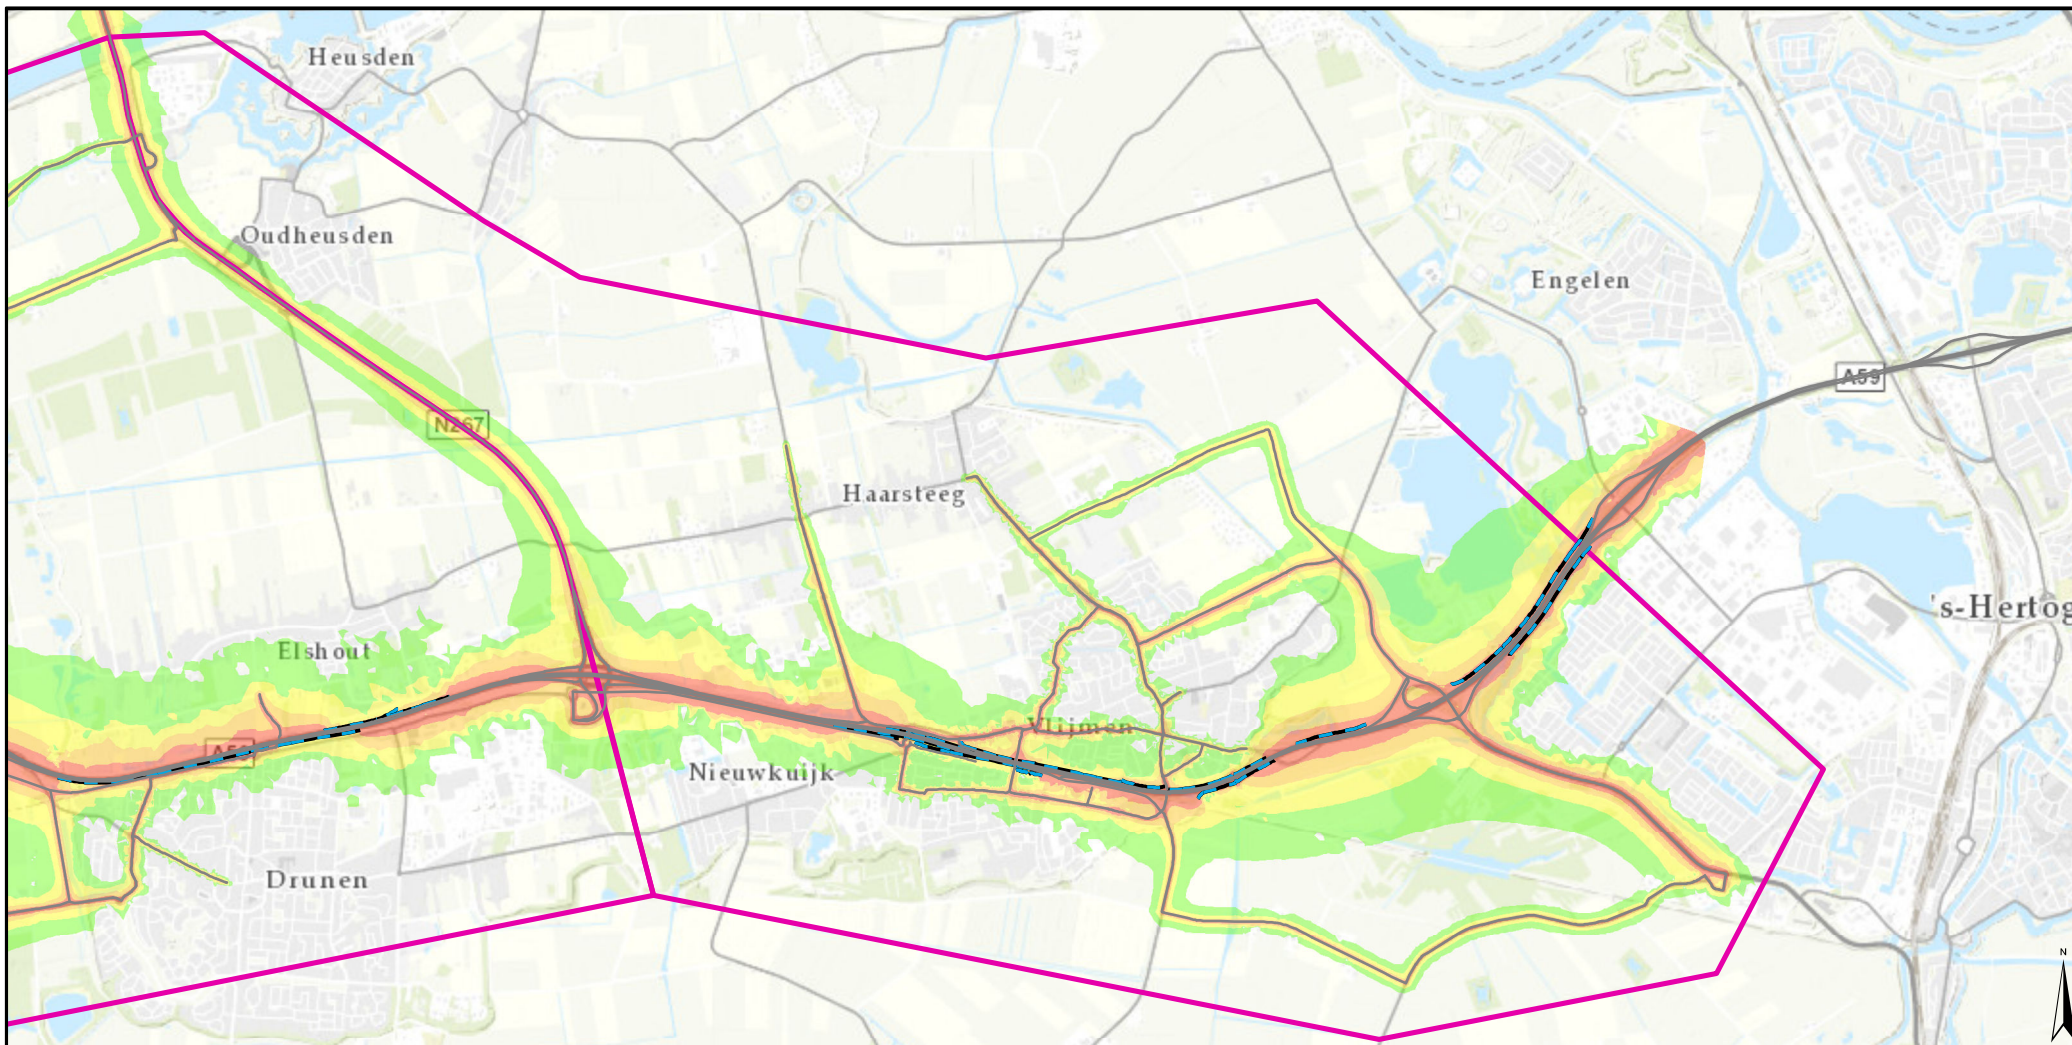 Heusden
Oudheusden
Engelen
A59
N267
Haarsteeg
's-Hertog
Elshout
Vlijmen
A59
Nieuwkuijk
Drunen
N